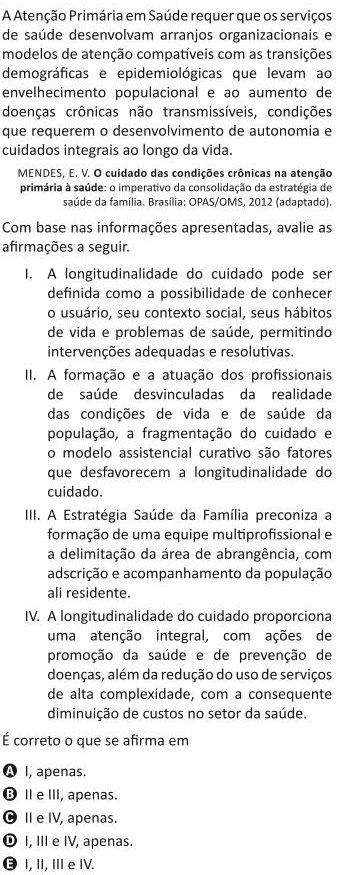 A Atenção Primária em Saúde requer que os serviços
de saúde desenvolvam arranjos organizacionais e
modelos de atenção compatíveis com as transições
demográficas e epidemiológicas que levam ao
envelhecimento populacional e ao aumento de
doenças crônicas não transmissíveis, condições
que requerem o desenvolvimento de autonomia e
cuidados integrais ao longo da vida.
MENDES, E. V. O cuidado das condições crônicas na atenção
primária à saúde: o imperativo da consolidação da estratégia de
saúde da família. Brasília: OPAS/OMS, 2012 (adaptado).
Com base nas informações apresentadas, avalie as
afirmações a seguir.
I. A longitudinalidade do cuidado pode ser
definida como a possibilidade de conhecer
o usuário, seu contexto social, seus hábitos
de vida e problemas de saúde, permitindo
intervenções adequadas e resolutivas.
II. A formação e a atuação dos profissionais
de saúde desvinculadas da realidade
das condições de vida e de saúde da
população, a fragmentação do cuidado e
o modelo assistencial curativo são fatores
que desfavorecem a longitudinalidade do
cuidado.
III. A Estratégia Saúde da Família preconiza a
formação de uma equipe multiprofissional e
a delimitação da área de abrangência, com
adscrição e acompanhamento da população
ali residente.
IV. A longitudinalidade do cuidado proporciona
uma atenção integral, com ações de
promoção da saúde e de prevenção de
doenças, além da redução do uso de serviços
de alta complexidade, com a consequente
diminuição de custos no setor da saúde.
É correto o que se afirma em
A I, apenas.
B II e III, apenas.
C II e IV, apenas.
D I, III e IV, apenas.
E I, II, III e IV.